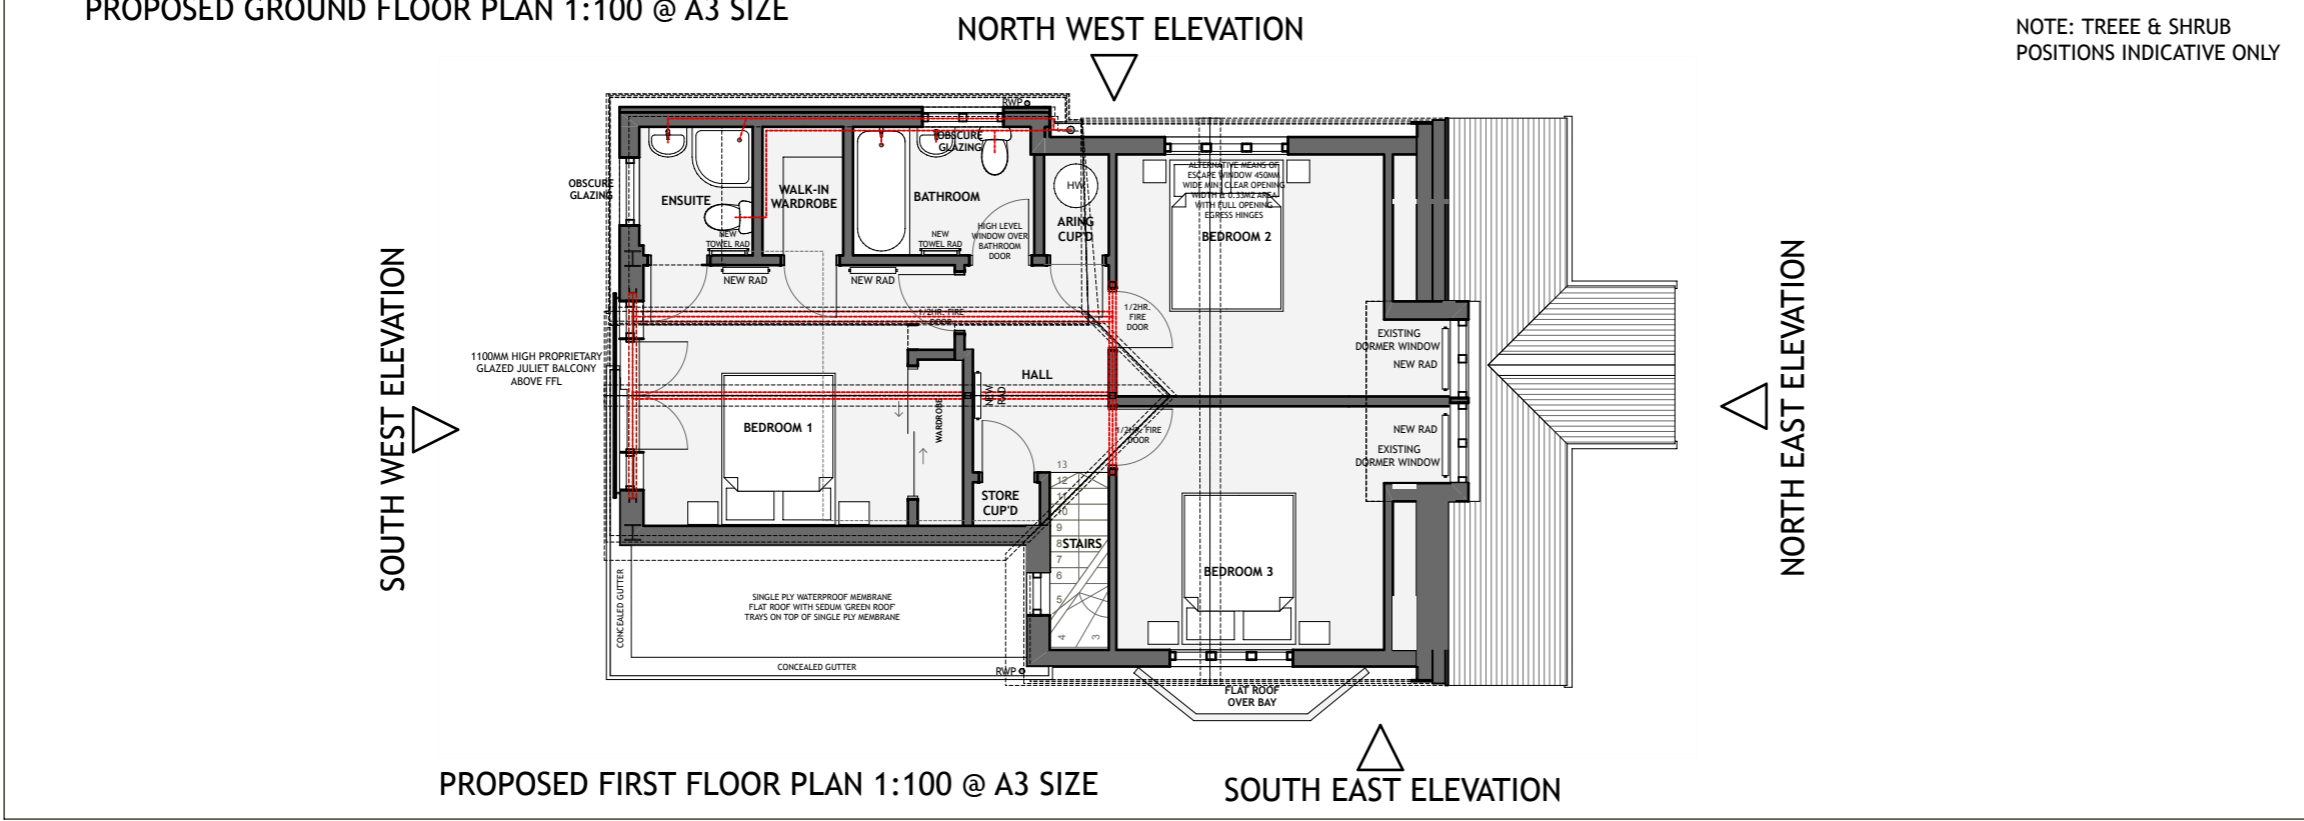 PROPOSED GROUND FLOOR PLAN 1:100 @ A3 SIZE
NORTH WEST ELEVATION
NOTE: TREEE & SHRUB
POSITIONS INDICATIVE ONLY
RWP
OBSCURE
GLAZING
OBSCURE
GLAZING
ENSUITE
WALK-IN
WARDROBE
BATHROOM
HW
ARING
CUP'D
ALTERNATIVE MEANS OF
ESCAPE WINDOW 450MM
WIDE MIN. CLEAR OPENING
WIDTH & 0.33M2 AREA
WITH FULL OPENING
EGRESS HINGES
BEDROOM 2
NEW
TOWEL RAD
NEW
TOWEL RAD
HIGH LEVEL
WINDOW OVER
BATHROOM
DOOR
NEW RAD
NEW RAD
1/2HR. FIRE
DOOR
1/2HR.
FIRE
DOOR
SOUTH WEST ELEVATION
1100MM HIGH PROPRIETARY
GLAZED JULIET BALCONY
ABOVE FFL
EXISTING
DORMER WINDOW
NEW RAD
HALL
NEW
RAD
WARDROBE
BEDROOM 1
1/2HR. FIRE
DOOR
NEW RAD
EXISTING
DORMER WINDOW
NORTH EAST ELEVATION
STORE
CUP'D
13
12
11
10
9
8
STAIRS
7
6
5
4
3
BEDROOM 3
CONCEALED GUTTER
SINGLE PLY WATERPROOF MEMBRANE
FLAT ROOF WITH SEDUM 'GREEN ROOF'
TRAYS ON TOP OF SINGLE PLY MEMBRANE
CONCEALED GUTTER
RWP
FLAT ROOF
OVER BAY
PROPOSED FIRST FLOOR PLAN 1:100 @ A3 SIZE
SOUTH EAST ELEVATION